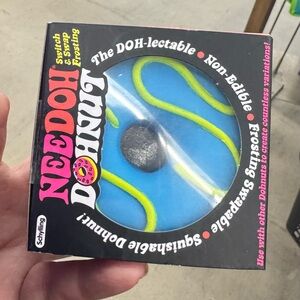 NEEDOH
Switch
& Swap
Frosting
DOHNUT
The DOH-lectable • Non-Edible • Frosting Swapable • Squishable Dohnut!
Use with other Dohnuts to create countless variations!
Schylling